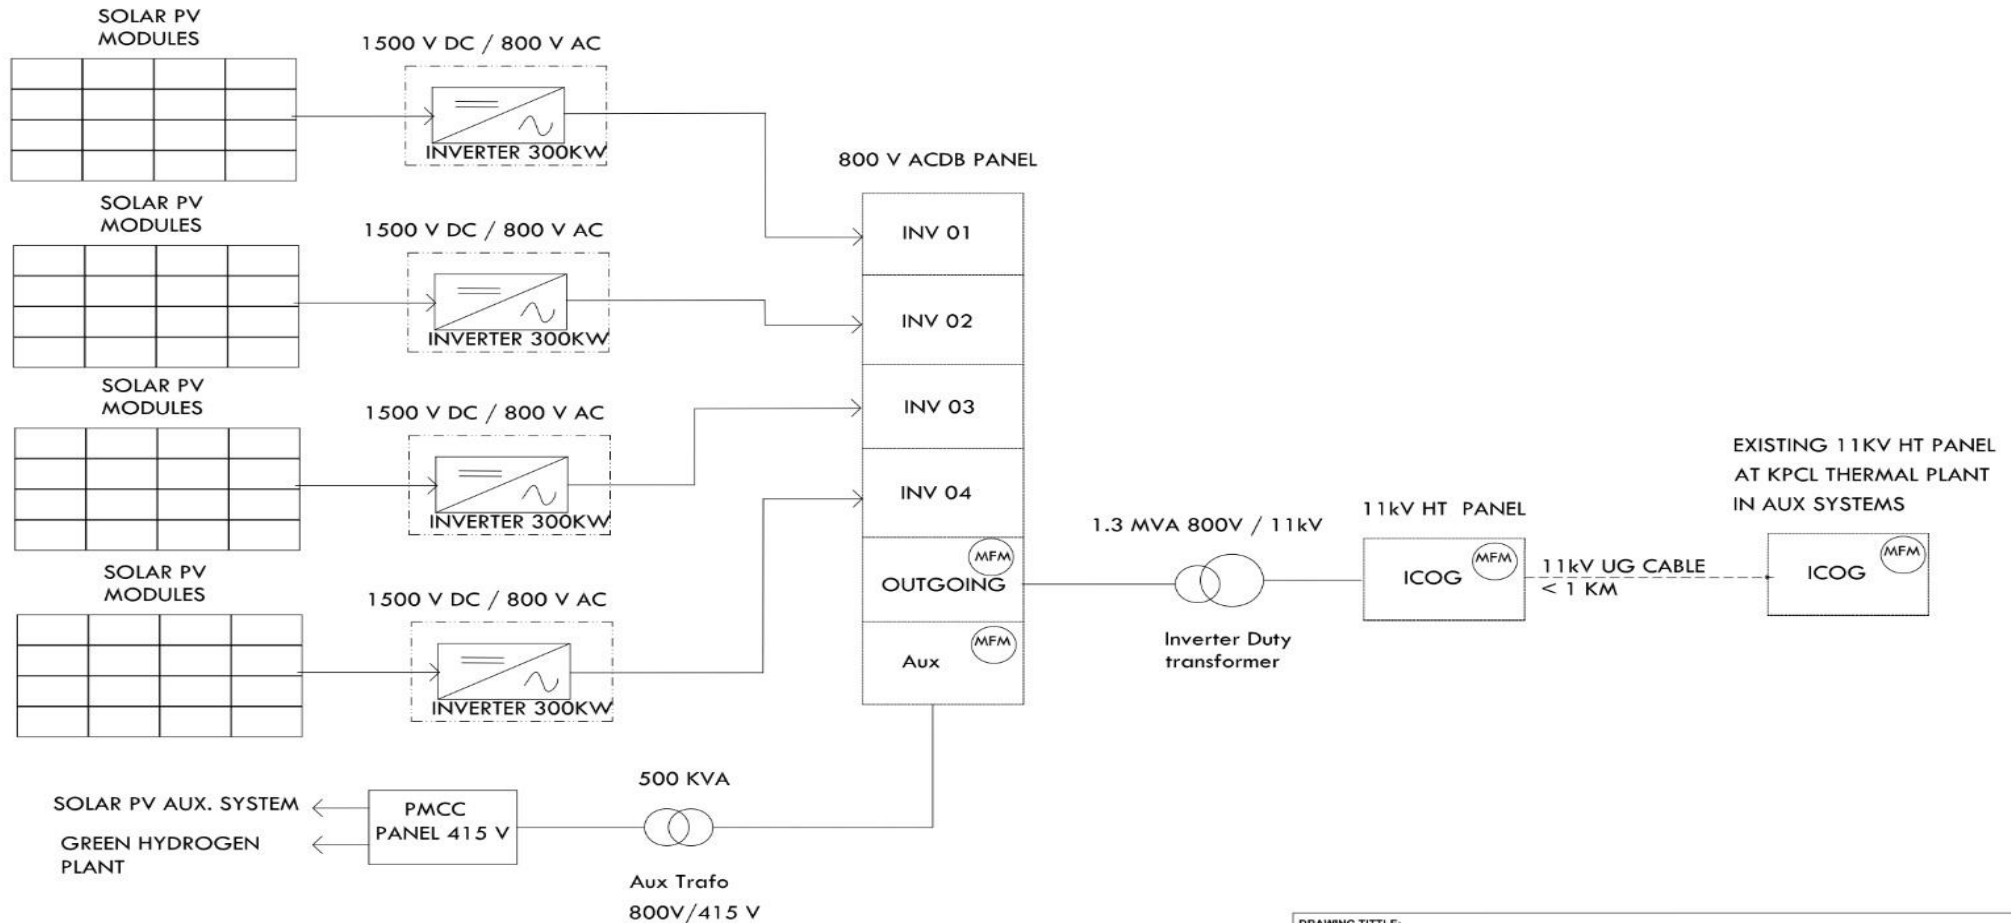 SOLAR PV
MODULES
1500 V DC / 800 V AC
INVERTER 300KW
SOLAR PV
MODULES
1500 V DC / 800 V AC
INVERTER 300KW
SOLAR PV
MODULES
1500 V DC / 800 V AC
INVERTER 300KW
SOLAR PV
MODULES
1500 V DC / 800 V AC
INVERTER 300KW
800 V ACDB PANEL
INV 01
INV 02
INV 03
INV 04
MFM
OUTGOING
MFM
Aux
1.3 MVA 800V / 11kV
Inverter Duty
transformer
11kV HT PANEL
MFM
ICOG
11kV UG CABLE
< 1 KM
EXISTING 11KV HT PANEL
AT KPCL THERMAL PLANT
IN AUX SYSTEMS
MFM
ICOG
500 KVA
Aux Trafo
800V/415 V
PMCC
PANEL 415 V
SOLAR PV AUX. SYSTEM
GREEN HYDROGEN
PLANT
DRAWING TITTLE: